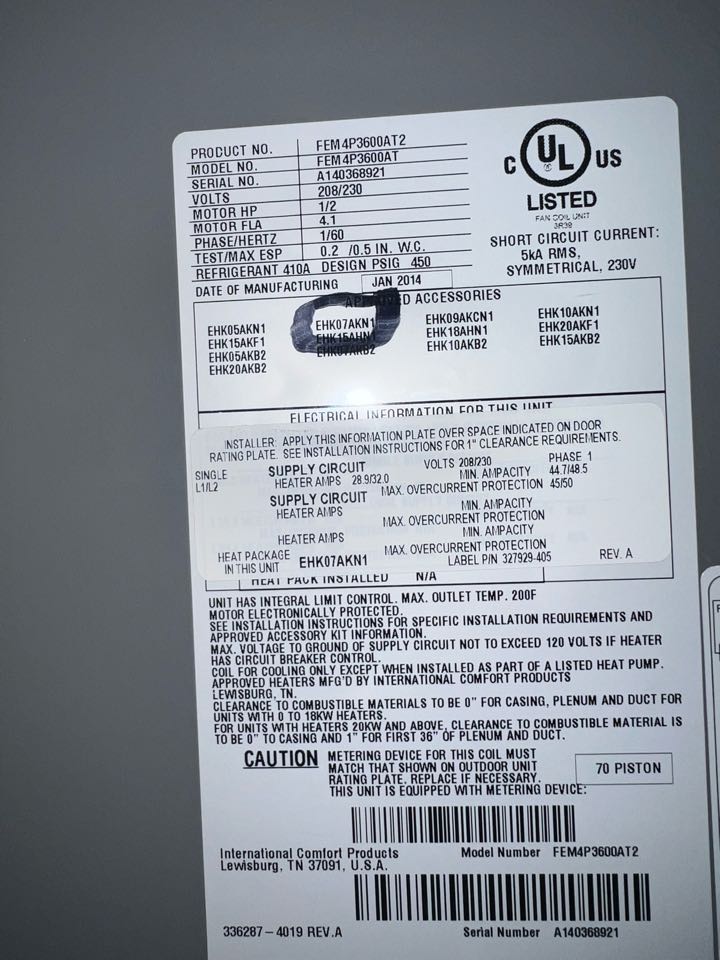 PRODUCT NO. FEM4P3600AT2
MODEL NO. FEM4P3600AT
SERIAL NO. A140368921
VOLTS 208/230
MOTOR HP 1/2
MOTOR FLA 4.1
PHASE/HERTZ 1/60
TEST/MAX ESP 0.2 /0.5 IN. W.C.
REFRIGERANT 410A DESIGN PSIG 450
DATE OF MANUFACTURING JAN 2014
C UL US
LISTED
FAN COIL UNIT
SHORT CIRCUIT CURRENT:
5kA RMS,
SYMMETRICAL, 230V
ACCESSORIES
EHK05AKN1 EHK07AKN1 EHK09AKCN1 EHK10AKN1
EHK15AKF1 EHK15AHN1 EHK18AHN1 EHK20AKF1
EHK05AKB2 EHK07AKB2 EHK10AKB2 EHK15AKB2
EHK20AKB2
ELECTRICAL INFORMATION FOR THIS UNIT
INSTALLER: APPLY THIS INFORMATION PLATE OVER SPACE INDICATED ON DOOR
RATING PLATE. SEE INSTALLATION INSTRUCTIONS FOR 1" CLEARANCE REQUIREMENTS.
SINGLE SUPPLY CIRCUIT VOLTS 208/230 PHASE 1
L1/L2 HEATER AMPS 28.9/32.0 MIN. AMPACITY 44.7/48.5
SUPPLY CIRCUIT MAX. OVERCURRENT PROTECTION 45/50
HEATER AMPS MIN. AMPACITY
MAX. OVERCURRENT PROTECTION
HEATER AMPS MIN. AMPACITY
MAX. OVERCURRENT PROTECTION
HEAT PACKAGE
IN THIS UNIT EHK07AKN1 LABEL P/N 327929-405 REV. A
HEAT PACK INSTALLED N/A
UNIT HAS INTEGRAL LIMIT CONTROL. MAX. OUTLET TEMP. 200F
MOTOR ELECTRONICALLY PROTECTED.
SEE INSTALLATION INSTRUCTIONS FOR SPECIFIC INSTALLATION REQUIREMENTS AND
APPROVED ACCESSORY KIT INFORMATION.
MAX. VOLTAGE TO GROUND OF SUPPLY CIRCUIT NOT TO EXCEED 120 VOLTS IF HEATER
HAS CIRCUIT BREAKER CONTROL.
COIL FOR COOLING ONLY EXCEPT WHEN INSTALLED AS PART OF A LISTED HEAT PUMP.
APPROVED HEATERS MFG'D BY INTERNATIONAL COMFORT PRODUCTS
LEWISBURG, TN.
CLEARANCE TO COMBUSTIBLE MATERIALS TO BE 0" FOR CASING, PLENUM AND DUCT FOR
UNITS WITH 0 TO 18KW HEATERS.
FOR UNITS WITH HEATERS 20KW AND ABOVE, CLEARANCE TO COMBUSTIBLE MATERIAL IS
TO BE 0" TO CASING AND 1" FOR FIRST 36" OF PLENUM AND DUCT.
CAUTION METERING DEVICE FOR THIS COIL MUST
MATCH THAT SHOWN ON OUTDOOR UNIT
RATING PLATE. REPLACE IF NECESSARY.
THIS UNIT IS EQUIPPED WITH METERING DEVICE:
70 PISTON
International Comfort Products Model Number FEM4P3600AT2
Lewisburg, TN 37091, U.S.A.
336287-4019 REV.A Serial Number A140368921